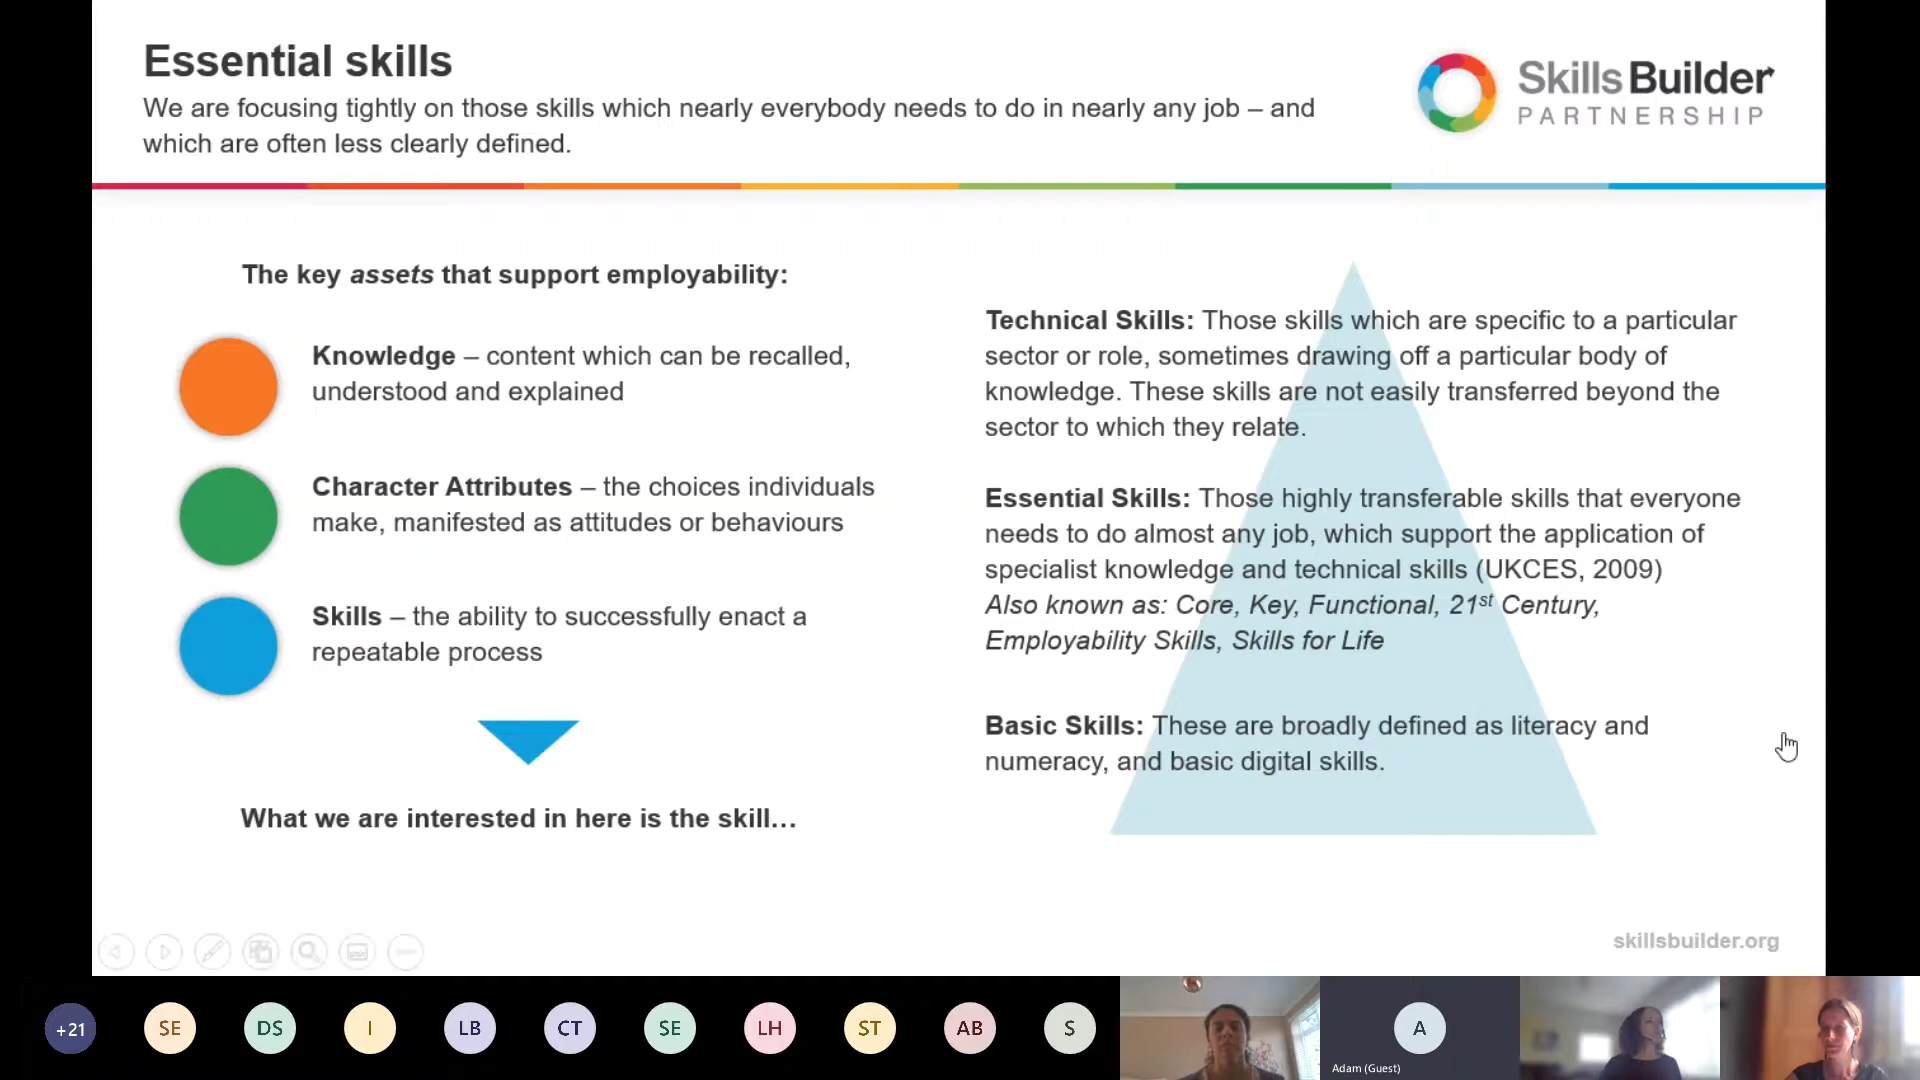 Essential skills
We are focusing tightly on those skills which nearly everybody needs to do in nearly any job – and
which are often less clearly defined.
Skills Builder
PARTNERSHIP
The key assets that support employability:
Knowledge – content which can be recalled,
understood and explained
Character Attributes – the choices individuals
make, manifested as attitudes or behaviours
Skills – the ability to successfully enact a
repeatable process
What we are interested in here is the skill…
Technical Skills: Those skills which are specific to a particular
sector or role, sometimes drawing off a particular body of
knowledge. These skills are not easily transferred beyond the
sector to which they relate.
Essential Skills: Those highly transferable skills that everyone
needs to do almost any job, which support the application of
specialist knowledge and technical skills (UKCES, 2009)
Also known as: Core, Key, Functional, 21st Century,
Employability Skills, Skills for Life
Basic Skills: These are broadly defined as literacy and
numeracy, and basic digital skills.
skillsbuilder.org
+21
SE
DS
I
LB
CT
SE
LH
ST
AB
S
A
Adam (Guest)